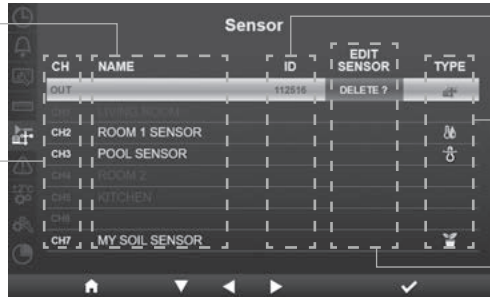 Sensor
CH NAME ID EDIT SENSOR TYPE
OUT 112516 DELETE ?
CH1 LIVING ROOM
CH2 ROOM 1 SENSOR
CH3 POOL SENSOR
CH4 ROOM 2
12°C CH5 KITCHEN
CH6
CH7 MY SOIL SENSOR